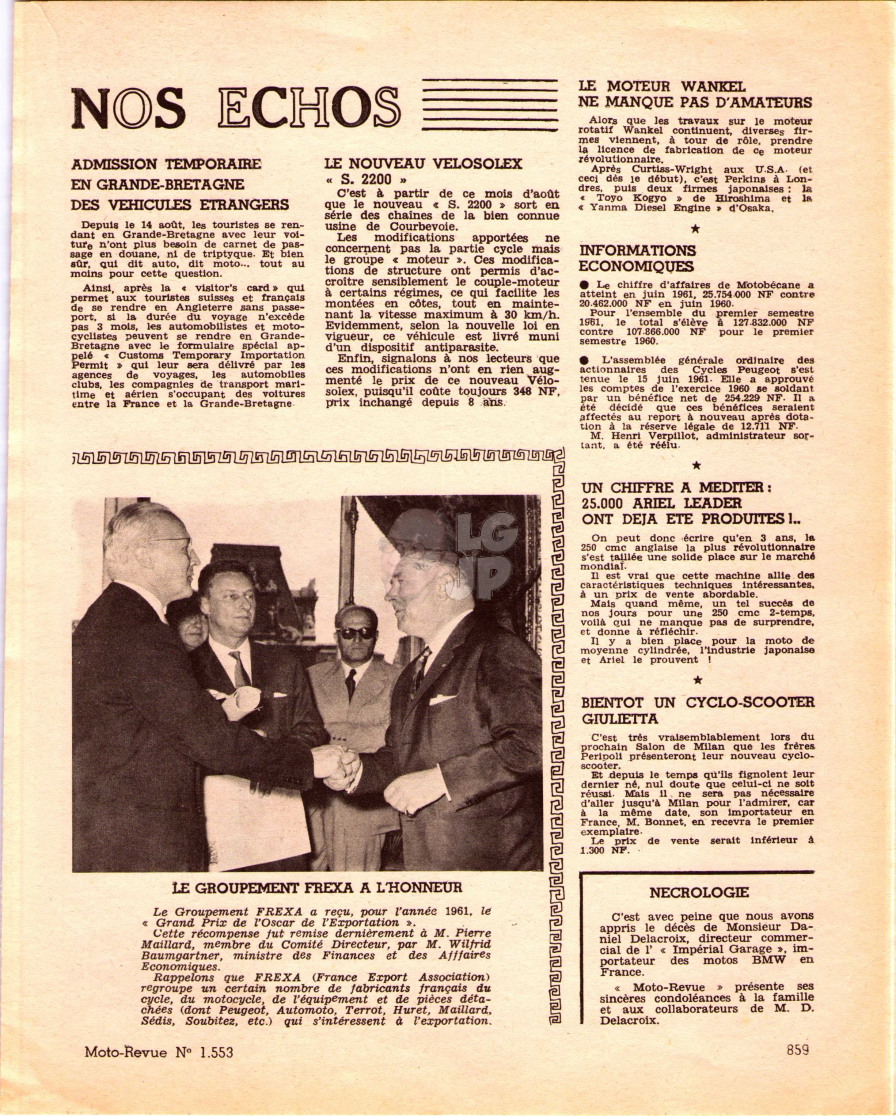 NOS ECHOS
ADMISSION TEMPORAIRE
EN GRANDE-BRETAGNE
DES VEHICULES ETRANGERS
Depuis le 14 août, les touristes se ren-
dant en Grande-Bretagne avec leur voi-
ture n'ont plus besoin de carnet de pas-
sage en douane, ni de triptyque. Et bien
sûr, qui dit auto, dit moto..., tout au
moins pour cette question.
Ainsi, après la « visitor's card » qui
permet aux touristes suisses et français
de se rendre en Angleterre sans passe-
port, si la durée du voyage n'excède
pas 3 mois, les automobilistes et moto-
cyclistes peuvent se rendre en Grande-
Bretagne avec le formulaire spécial ap-
pelé « Customs Temporary Importation
Permit » qui leur sera délivré par les
agences de voyages, les automobiles
clubs, les compagnies de transport mari-
time et aérien s'occupant des voitures
entre la France et la Grande-Bretagne.
LE NOUVEAU VELOSOLEX
« S. 2200 »
C'est à partir de ce mois d'août
que le nouveau « S. 2200 » sort en
série des chaînes de la bien connue
usine de Courbevoie.
Les modifications apportées ne
concernent pas la partie cycle mais
le groupe « moteur ». Ces modifica-
tions de structure ont permis d'ac-
croître sensiblement le couple-moteur
à certains régimes, ce qui facilite les
montées en côtes, tout en mainte-
nant la vitesse maximum à 30 km/h.
Evidemment, selon la nouvelle loi en
vigueur, ce véhicule est livré muni
d'un dispositif antiparasite.
Enfin, signalons à nos lecteurs que
ces modifications n'ont en rien aug-
menté le prix de ce nouveau Vélo-
solex, puisqu'il coûte toujours 348 NF,
prix inchangé depuis 8 ans.
LE MOTEUR WANKEL
NE MANQUE PAS D'AMATEURS
Alors que les travaux sur le moteur
rotatif Wankel continuent, diverses fir-
mes viennent, à tour de rôle, prendre
la licence de fabrication de ce moteur
révolutionnaire.
Après Curtiss-Wright aux U.S.A. (et
ceci dès le début), c'est Perkins à Lon-
dres, puis deux firmes japonaises : la
« Toyo Kogyo » de Hiroshima et la
« Yanma Diesel Engine » d'Osaka.
INFORMATIONS
ECONOMIQUES
● Le chiffre d'affaires de Motobécane a
atteint en juin 1961, 25.754.000 NF contre
20.462.000 NF en juin 1960.
Pour l'ensemble du premier semestre
1961, le total s'élève à 127.832.000 NF
contre 107.866.000 NF pour le premier
semestre 1960.
● L'assemblée générale ordinaire des
actionnaires des Cycles Peugeot s'est
tenue le 15 juin 1961. Elle a approuvé
les comptes de l'exercice 1960 se soldant
par un bénéfice net de 254.229 NF. Il a
été décidé que ces bénéfices seraient
affectés au report à nouveau après dota-
tion à la réserve légale de 12.711 NF.
M. Henri Verpillot, administrateur sor-
tant, a été réélu.
UN CHIFFRE A MEDITER :
25.000 ARIEL LEADER
ONT DEJA ETE PRODUITES !..
On peut donc écrire qu'en 3 ans, la
250 cmc anglaise la plus révolutionnaire
s'est taillée une solide place sur le marché
mondial.
Il est vrai que cette machine allie des
caractéristiques techniques intéressantes,
à un prix de vente abordable.
Mais quand même, un tel succès de
nos jours pour une 250 cmc 2-temps,
voilà qui ne manque pas de surprendre,
et donne à réfléchir.
Il y a bien place pour la moto de
moyenne cylindrée, l'industrie japonaise
et Ariel le prouvent !
BIENTOT UN CYCLO-SCOOTER
GIULIETTA
C'est très vraisemblablement lors du
prochain Salon de Milan que les frères
Peripoli présenteront leur nouveau cyclo-
scooter.
Et depuis le temps qu'ils fignolent leur
dernier né, nul doute que celui-ci ne soit
réussi. Mais il ne sera pas nécessaire
d'aller jusqu'à Milan pour l'admirer, car
à la même date, son importateur en
France, M. Bonnet, en recevra le premier
exemplaire.
Le prix de vente serait inférieur à
1.300 NF.
NECROLOGIE
C'est avec peine que nous avons
appris le décès de Monsieur Da-
niel Delacroix, directeur commer-
cial de l' « Impérial Garage », im-
portateur des motos BMW en
France.
« Moto-Revue » présente ses
sincères condoléances à la famille
et aux collaborateurs de M. D.
Delacroix.
LG
JP
LE GROUPEMENT FREXA A L'HONNEUR
Le Groupement FREXA a reçu, pour l'année 1961, le
« Grand Prix de l'Oscar de l'Exportation ».
Cette récompense fut remise dernièrement à M. Pierre
Maillard, membre du Comité Directeur, par M. Wilfrid
Baumgartner, ministre des Finances et des Afffaires
Economiques.
Rappelons que FREXA (France Export Association)
regroupe un certain nombre de fabricants français du
cycle, du motocycle, de l'équipement et de pièces déta-
chées (dont Peugeot, Automoto, Terrot, Huret, Maillard,
Sédis, Soubitez, etc.) qui s'intéressent à l'exportation.
Moto-Revue N° 1.553
859